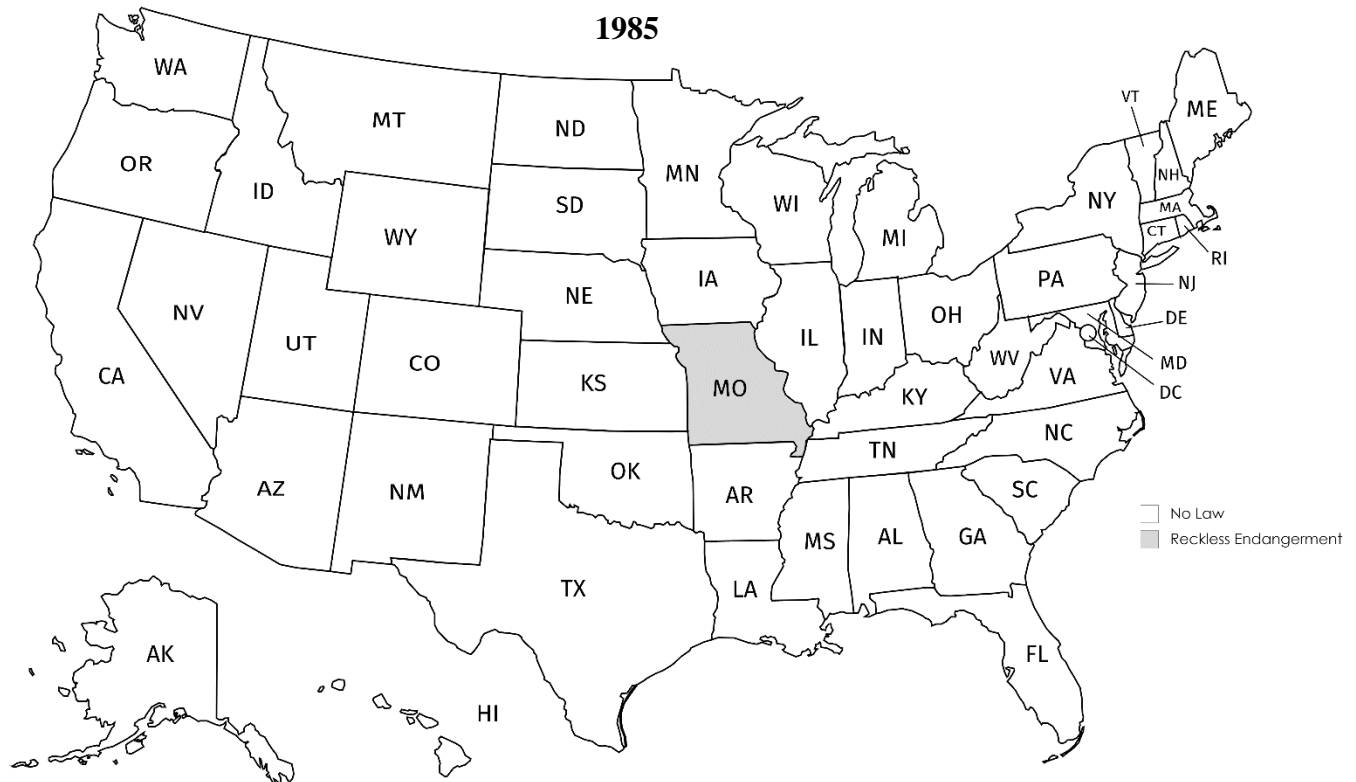 1985
WA
MT
ND
MN
VT
ME
OR
ID
SD
WI
NH
NY
MA
WY
MI
CT
RI
IA
PA
NJ
NE
NV
OH
DE
UT
IL
IN
CO
WV
MD
CA
KS
MO
VA
DC
KY
NC
TN
OK
AZ
NM
AR
SC
No Law
MS
AL
GA
Reckless Endangerment
TX
LA
AK
FL
HI